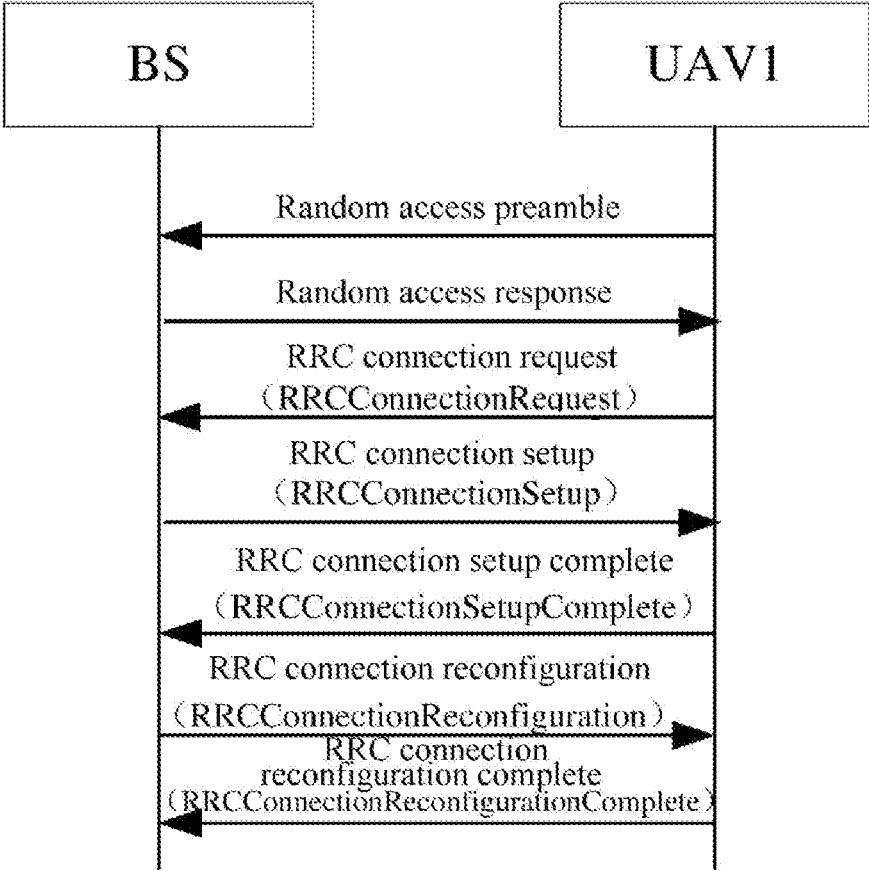 BS
UAV1
Random access preamble
Random access response
RRC connection request
（RRCConnectionRequest）
RRC connection setup
（RRCConnectionSetup）
RRC connection setup complete
（RRCConnectionSetupComplete）
RRC connection reconfiguration
（RRCConnectionReconfiguration）
RRC connection
reconfiguration complete
（RRCConnectionReconfigurationComplete）